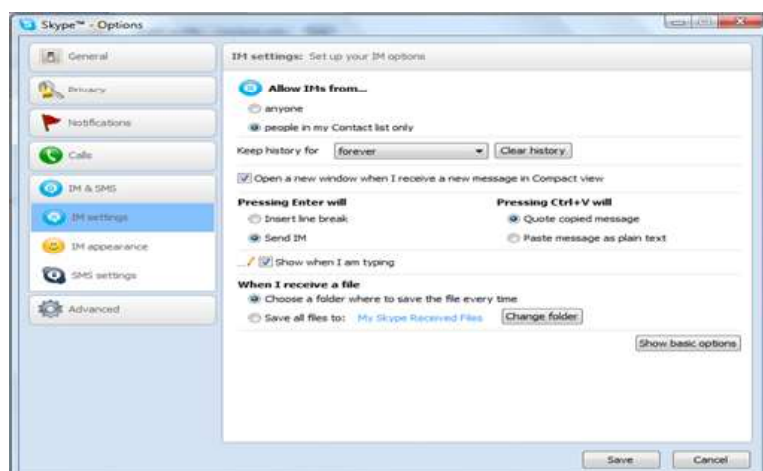 Skype™ - Options
General
Privacy
Notifications
Calls
IM & SMS
IM settings
IM appearance
SMS settings
Advanced
IM settings: Set up your IM options
Allow IMs from...
anyone
people in my Contact list only
Keep history for forever Clear history
Open a new window when I receive a new message in Compact view
Pressing Enter will Pressing Ctrl+V will
Insert line break Quote copied message
Send IM Paste message as plain text
Show when I am typing
When I receive a file
Choose a folder where to save the file every time
Save all files to: My Skype Received Files Change folder
Show basic options
Save Cancel